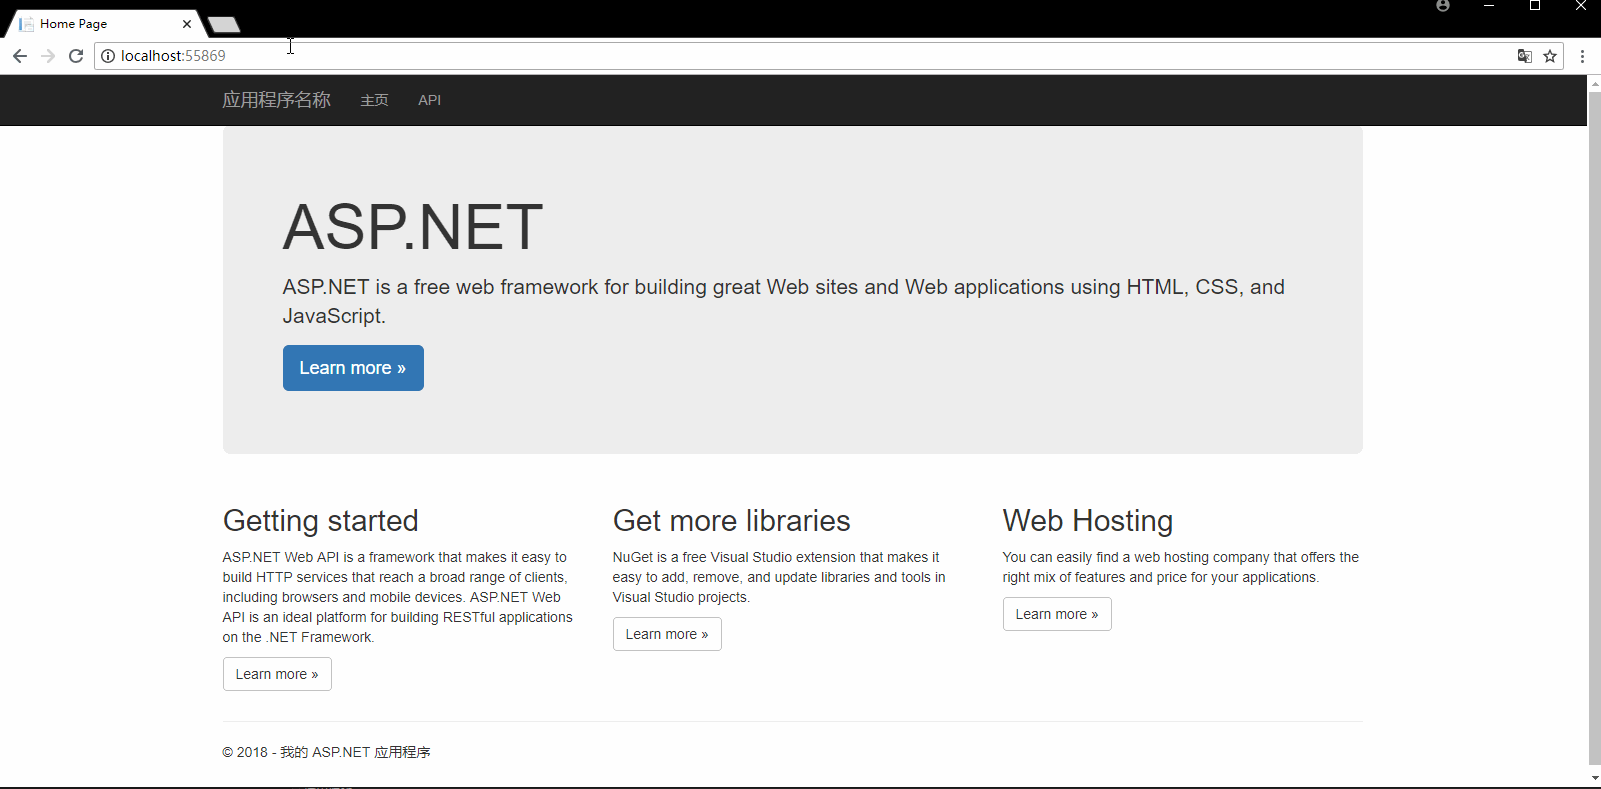 Home Page
localhost:55869
应用程序名称 主页 API
ASP.NET
ASP.NET is a free web framework for building great Web sites and Web applications using HTML, CSS, and
JavaScript.
Learn more »
Getting started
ASP.NET Web API is a framework that makes it easy to
build HTTP services that reach a broad range of clients,
including browsers and mobile devices. ASP.NET Web
API is an ideal platform for building RESTful applications
on the .NET Framework.
Learn more »
Get more libraries
NuGet is a free Visual Studio extension that makes it
easy to add, remove, and update libraries and tools in
Visual Studio projects.
Learn more »
Web Hosting
You can easily find a web hosting company that offers the
right mix of features and price for your applications.
Learn more »
© 2018 - 我的 ASP.NET 应用程序